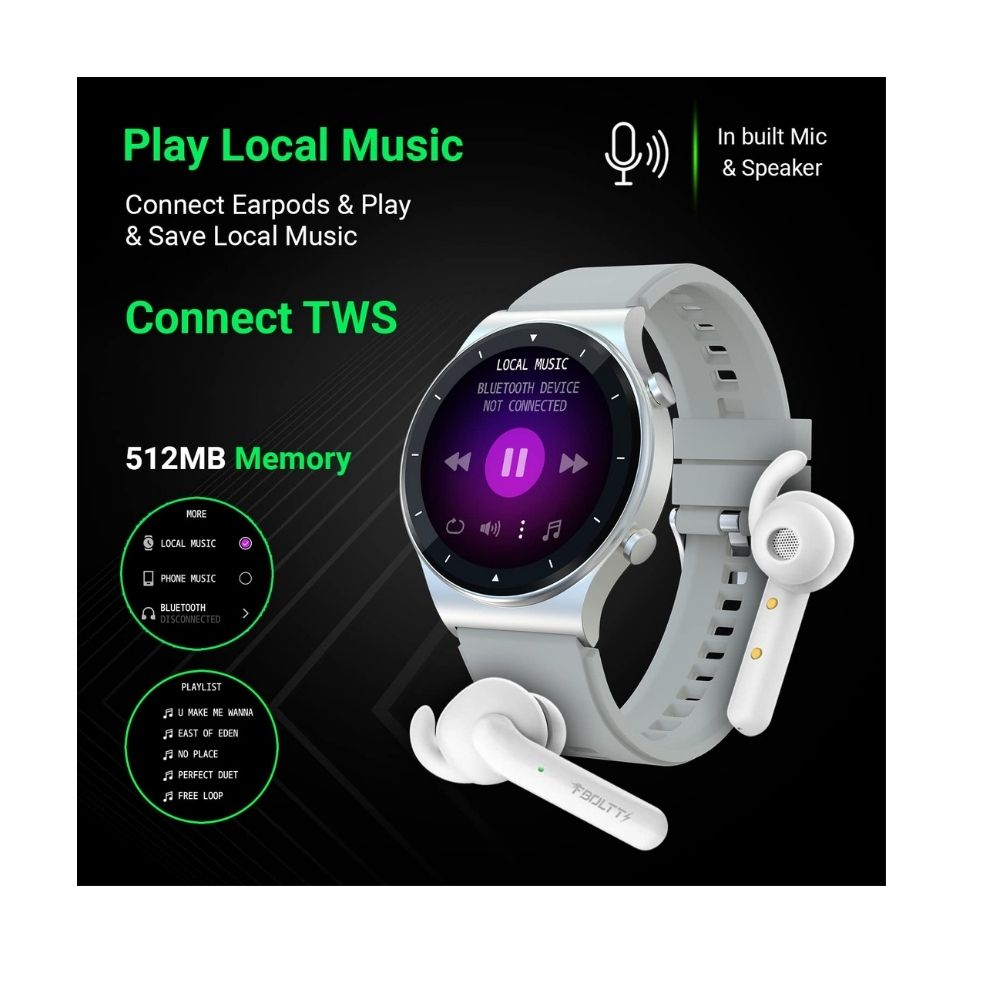 Play Local Music
Connect Earpods & Play
& Save Local Music
In built Mic
& Speaker
Connect TWS
512MB Memory
LOCAL MUSIC
BLUETOOTH DEVICE
NOT CONNECTED
MORE
LOCAL MUSIC
PHONE MUSIC
BLUETOOTH
DISCONNECTED
PLAYLIST
U MAKE ME WANNA
EAST OF EDEN
NO PLACE
PERFECT DUET
FREE LOOP
FBOLTT